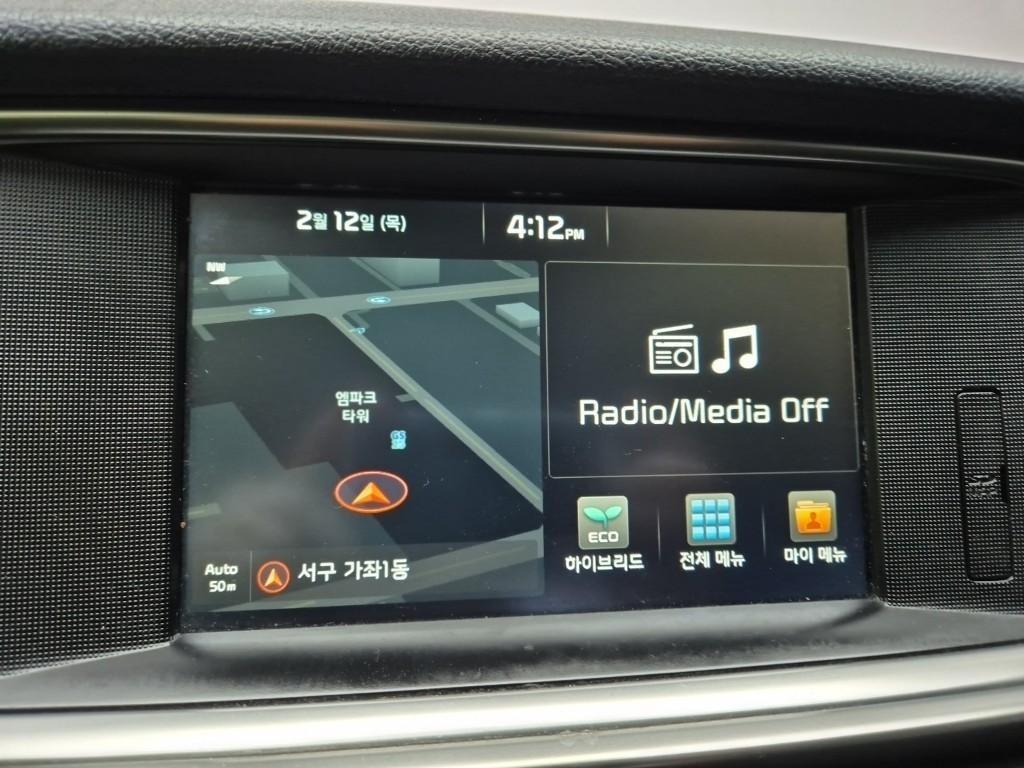 2월 12일 (목)
4:12PM
NW
엠파크
타워
GS
Radio/Media Off
ECO
하이브리드
전체 메뉴
마이 메뉴
Auto
50m
서구 가좌1동